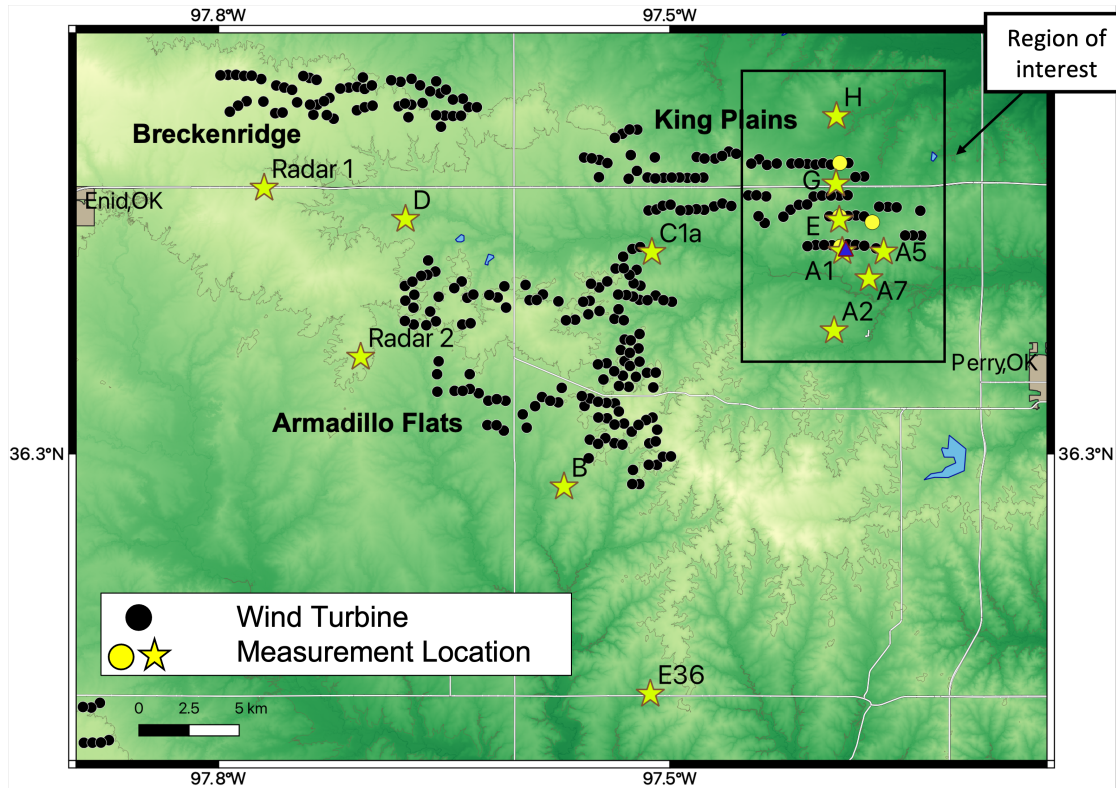 97.8°W
97.5°W
Region of
interest
H
King Plains
Breckenridge
Radar 1
G
Enid,OK
D
E
C1a
A1
A5
A7
A2
Radar 2
Perry,OK
Armadillo Flats
36.3°N
36.3°N
B
Wind Turbine
Measurement Location
E36
0 2.5 5 km
97.8°W
97.5°W